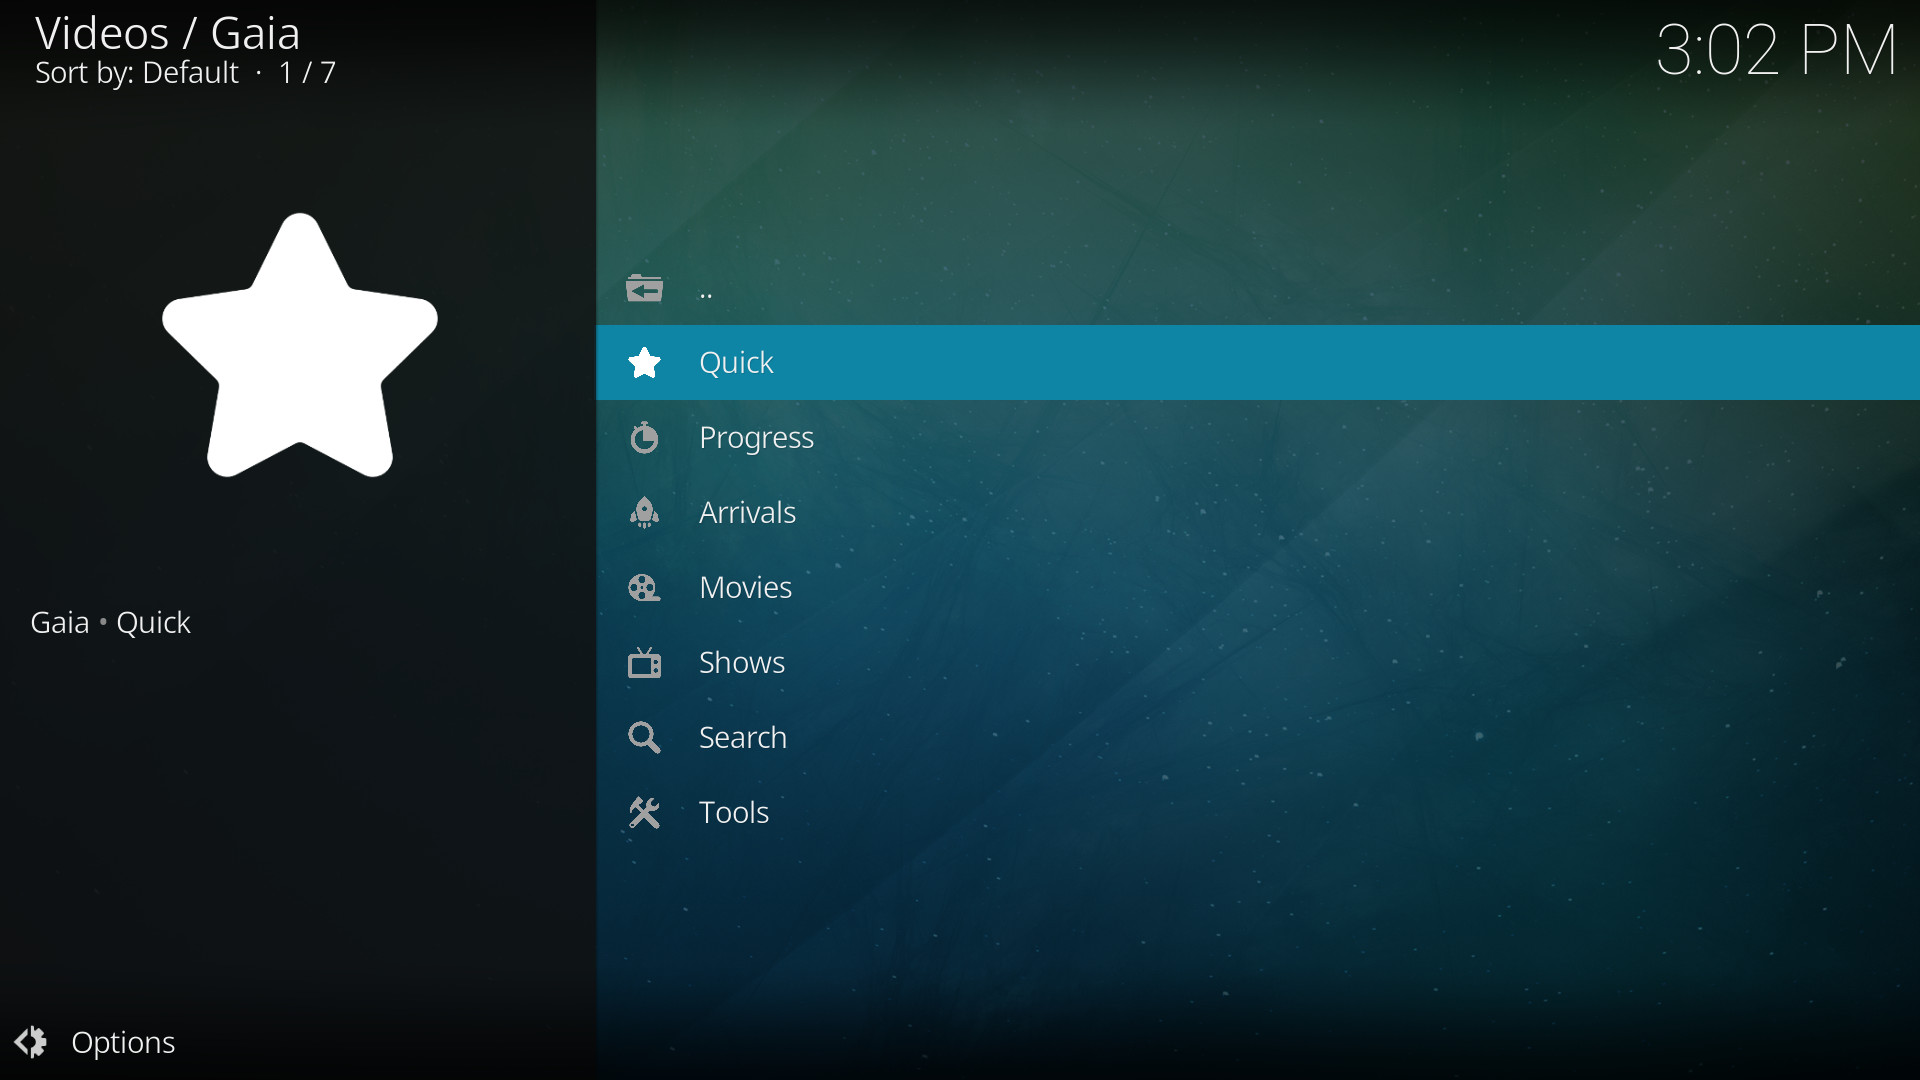 Videos / Gaia
Sort by: Default · 1 / 7
3:02 PM
..
Quick
Progress
Arrivals
Movies
Shows
Search
Tools
Gaia • Quick
Options